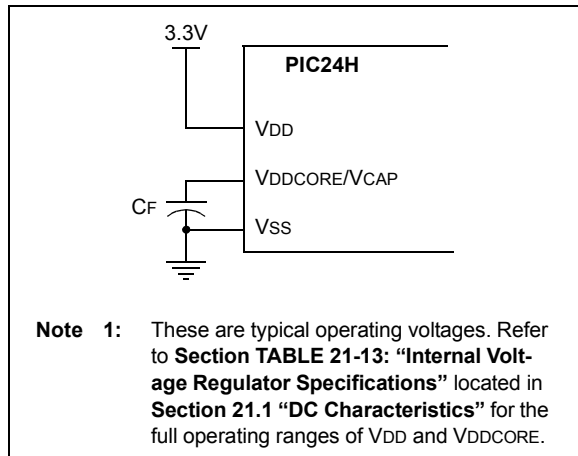 3.3V
PIC24H
VDD
VDDCORE/VCAP
CF
VSS
Note 1: These are typical operating voltages. Refer
to Section TABLE 21-13: “Internal Volt-
age Regulator Specifications” located in
Section 21.1 “DC Characteristics” for the
full operating ranges of VDD and VDDCORE.